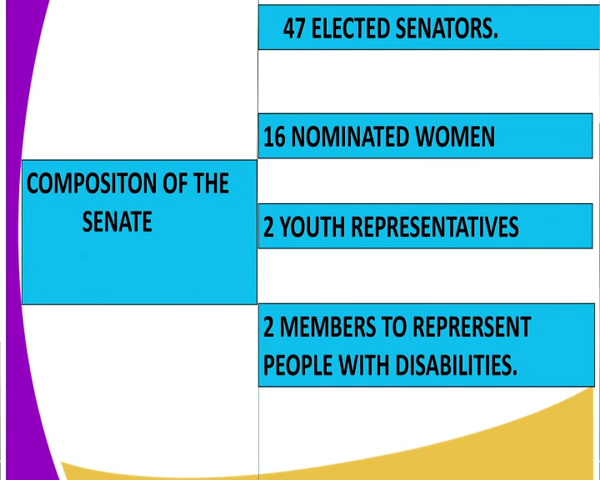 47 ELECTED SENATORS.
16 NOMINATED WOMEN
COMPOSITON OF THE
SENATE
2 YOUTH REPRESENTATIVES
2 MEMBERS TO REPRERSENT
PEOPLE WITH DISABILITIES.